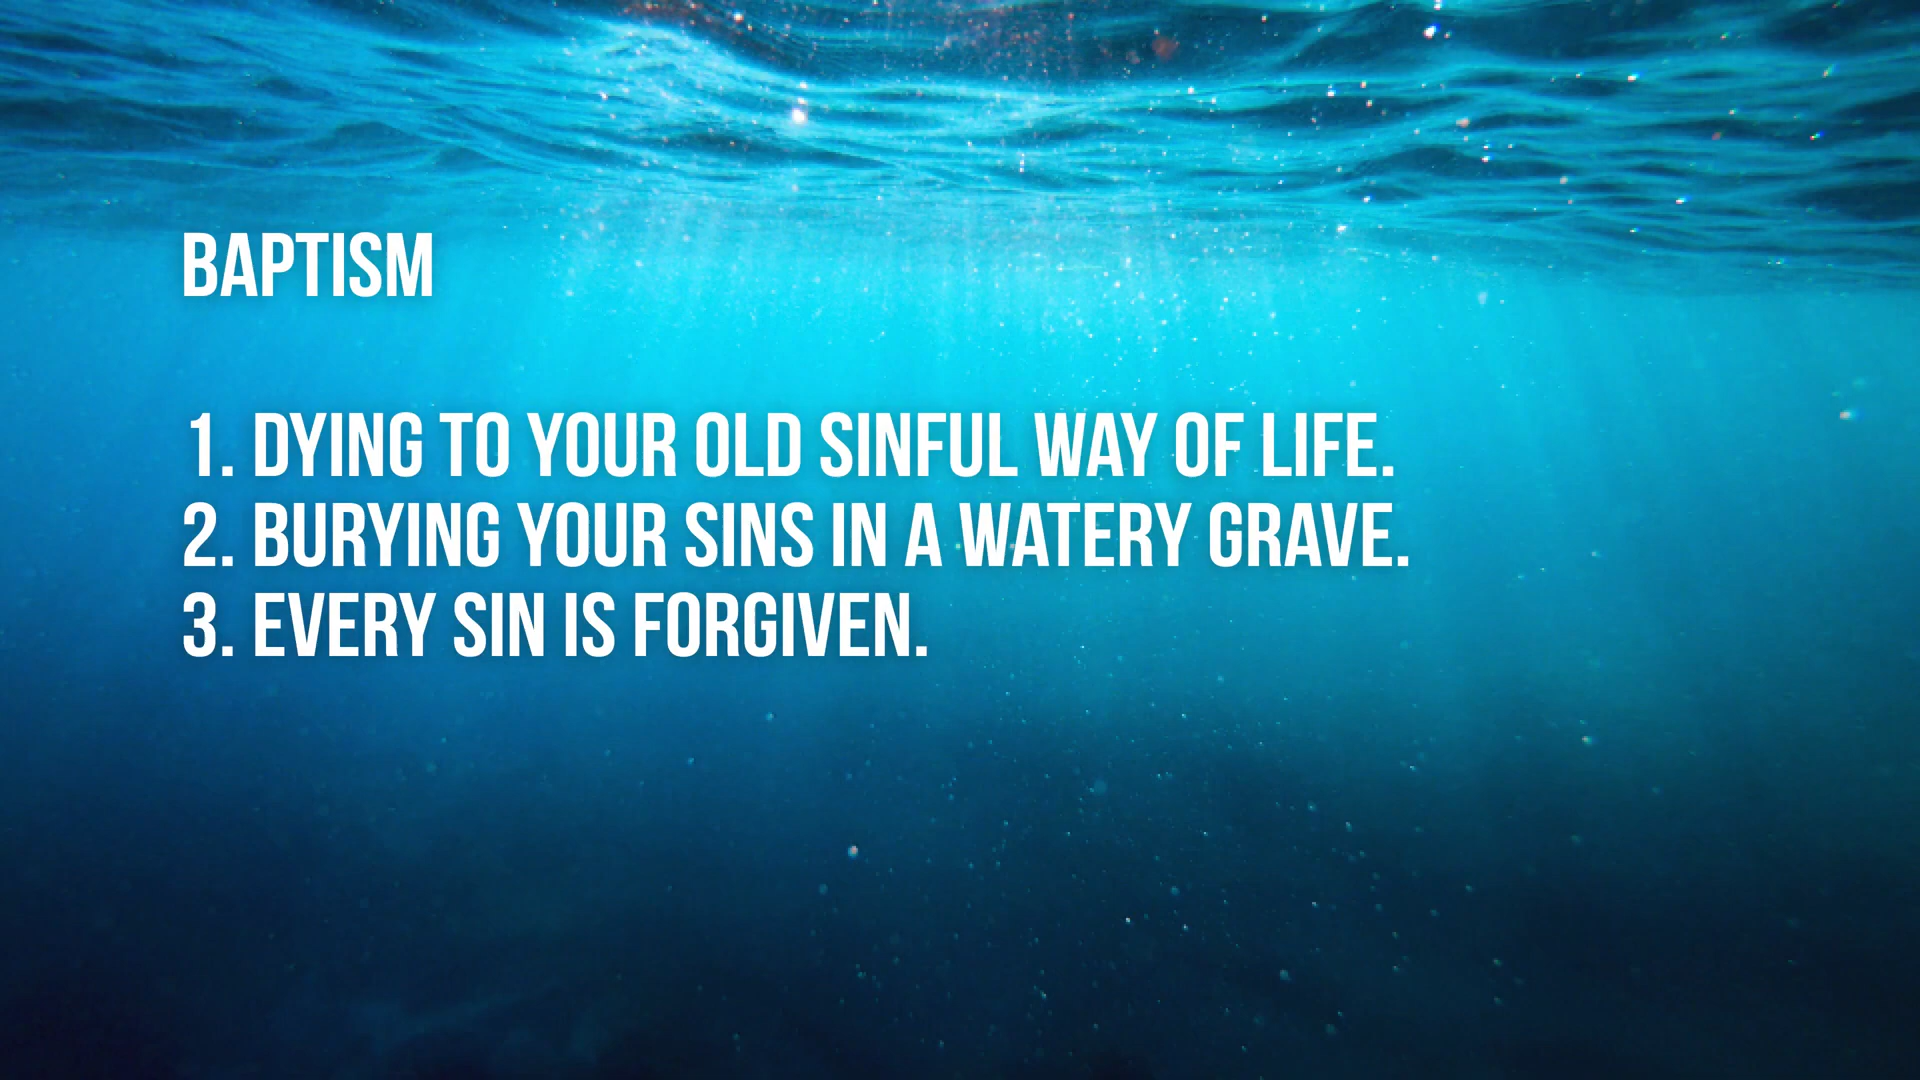 BAPTISM
1. DYING TO YOUR OLD SINFUL WAY OF LIFE.
2. BURYING YOUR SINS IN A WATERY GRAVE.
3. EVERY SIN IS FORGIVEN.